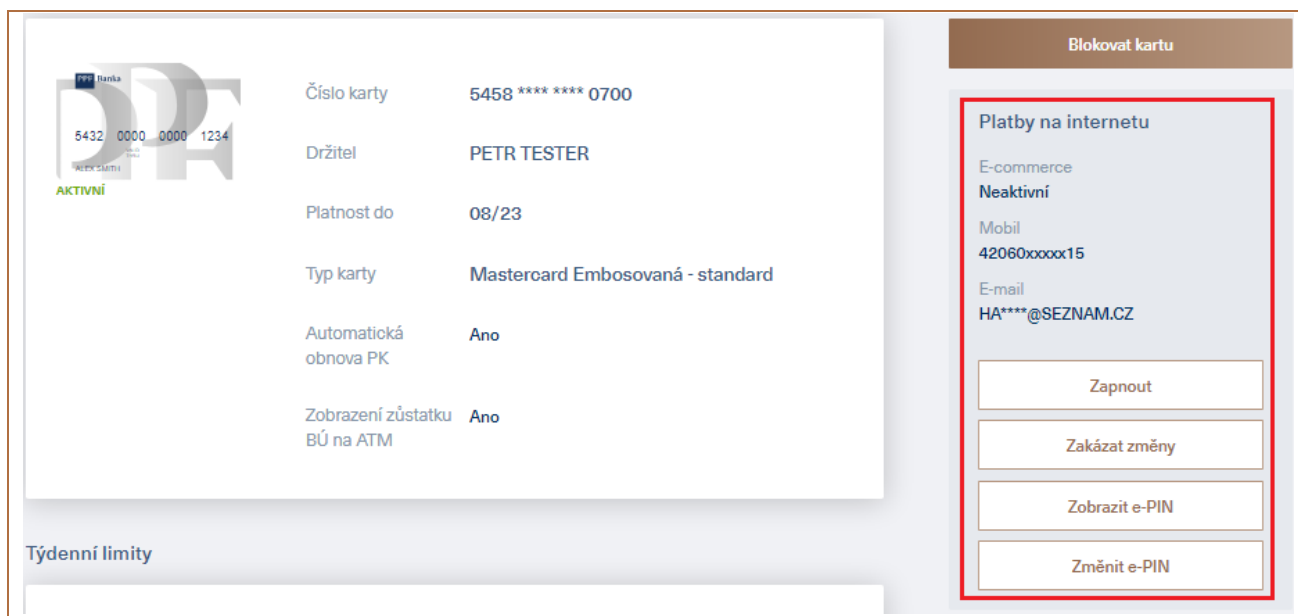 Blokovat kartu
PPF Banka
5432 0000 0000 1234
ALEX SMITH
AKTIVNÍ
Číslo karty 5458 **** **** 0700
Držitel PETR TESTER
Platnost do 08/23
Typ karty Mastercard Embosovaná - standard
Automatická
obnova PK Ano
Zobrazení zůstatku
BÚ na ATM Ano
Platby na internetu
E-commerce
Neaktivní
Mobil
42060xxxxx15
E-mail
HA****@SEZNAM.CZ
Zapnout
Zakázat změny
Zobrazit e-PIN
Změnit e-PIN
Týdenní limity